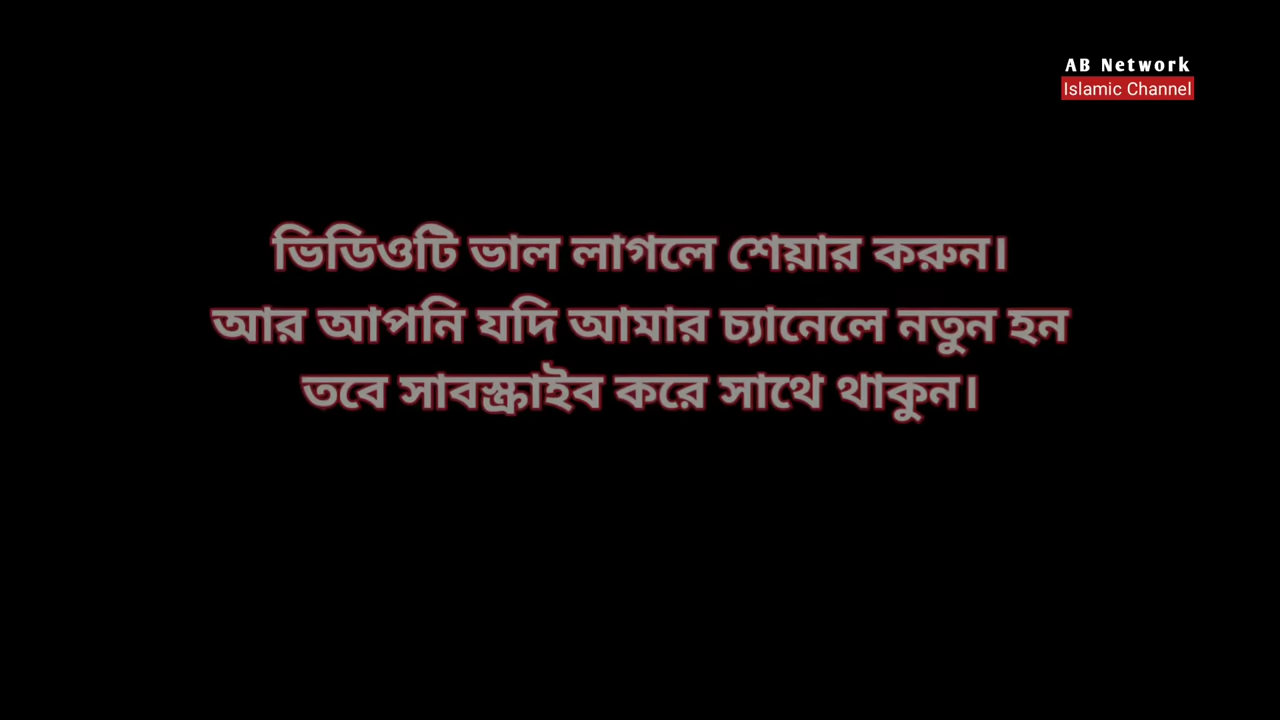 AB Network
Islamic Channel
ভিডিওটি ভাল লাগলে শেয়ার করুন।
আর আপনি যদি আমার চ্যানেলে নতুন হন
তবে সাবস্ক্রাইব করে সাথে থাকুন।